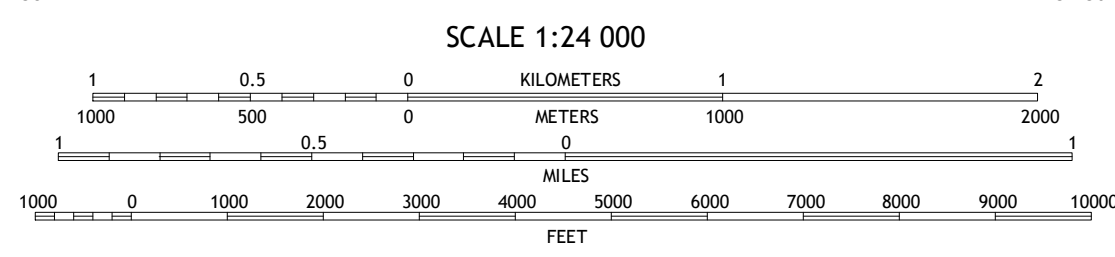 SCALE 1:24 000
1 0.5 0 KILOMETERS 1 2
1000 500 0 METERS 1000 2000
1 0.5 0 1
MILES
1000 0 1000 2000 3000 4000 5000 6000 7000 8000 9000 10000
FEET